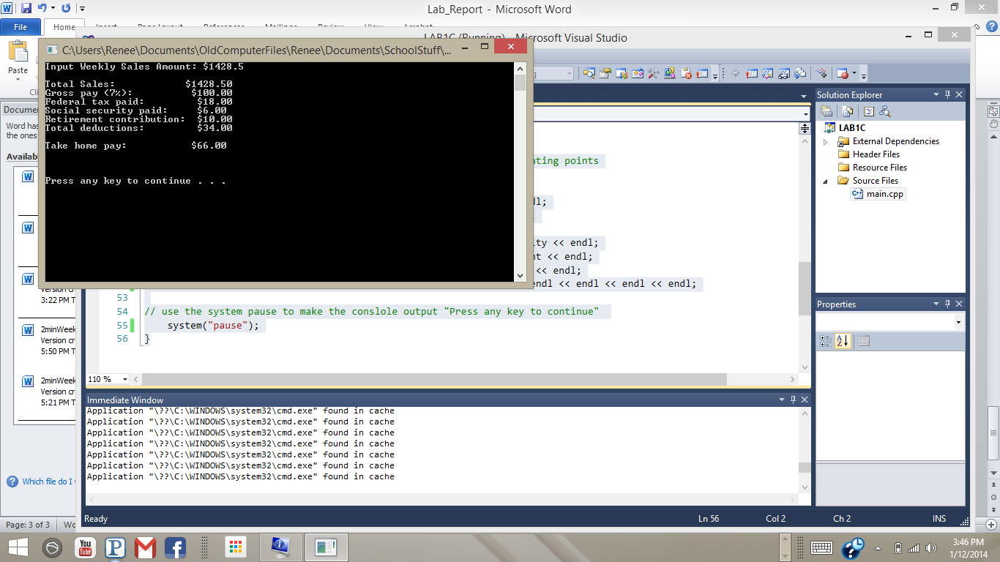 Lab_Report - Microsoft Word
File
Home
LAB1C (Running) - Microsoft Visual Studio
C:\Users\Renee\Documents\OldComputerFiles\Renee\Documents\SchoolStuff\...
Paste
Input Weekly Sales Amount: $1428.5
Total Sales: $1428.50
Gross pay (7%): $100.00
Federal tax paid: $18.00
Social security paid: $6.00
Retirement contribution: $10.00
Total deductions: $34.00
Take home pay: $66.00
Press any key to continue . . .
Documen
Word has
the ones
Availab
3:22 PM T
2minWeek
Version cr
5:50 PM T
2minWeek
Version cr
5:21 PM T
Which file do I w
ating points
dl;
ity << endl;
nt << endl;
<< endl;
endl << endl << endl << endl;
53
54 // use the system pause to make the conslole output "Press any key to continue"
55 system("pause");
56 }
110 %
Solution Explorer
LAB1C
External Dependencies
Header Files
Resource Files
Source Files
main.cpp
Properties
Immediate Window
Application "\??\C:\WINDOWS\system32\cmd.exe" found in cache
Application "\??\C:\WINDOWS\system32\cmd.exe" found in cache
Application "\??\C:\WINDOWS\system32\cmd.exe" found in cache
Application "\??\C:\WINDOWS\system32\cmd.exe" found in cache
Application "\??\C:\WINDOWS\system32\cmd.exe" found in cache
Application "\??\C:\WINDOWS\system32\cmd.exe" found in cache
Application "\??\C:\WINDOWS\system32\cmd.exe" found in cache
Ready
Ln 56
Col 2
Ch 2
INS
Page: 3 of 3
You Tube
3:46 PM
1/12/2014